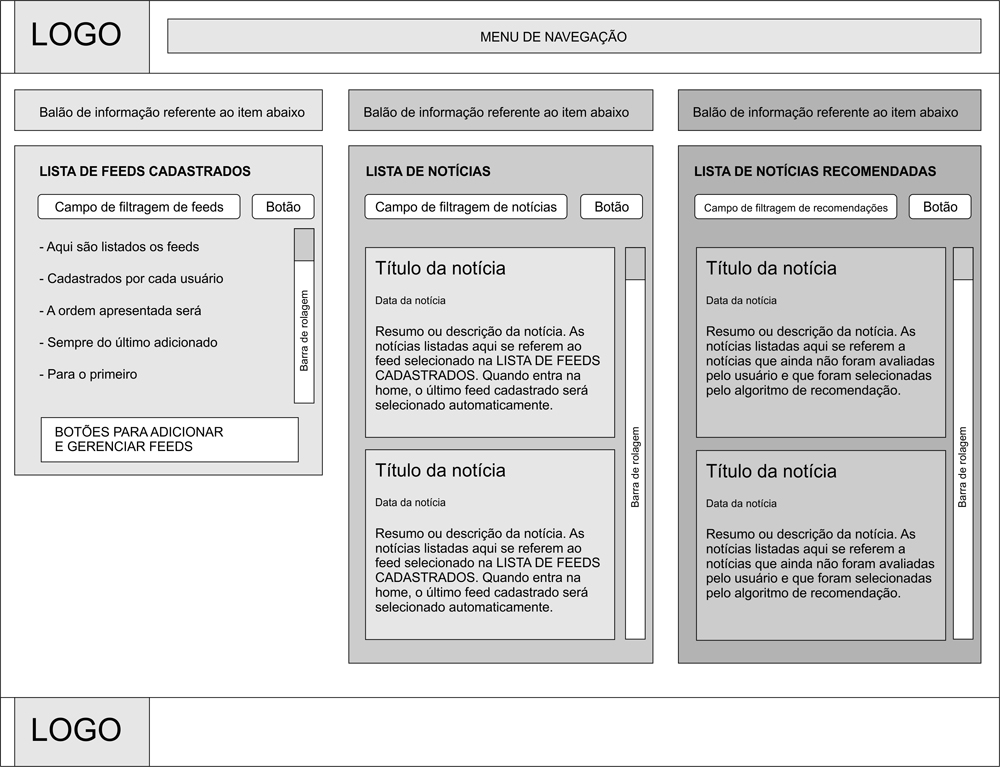 LOGO
MENU DE NAVEGAÇÃO
Balão de informação referente ao item abaixo
LISTA DE FEEDS CADASTRADOS
Campo de filtragem de feeds
Botão
- Aqui são listados os feeds
- Cadastrados por cada usuário
- A ordem apresentada será
- Sempre do último adicionado
- Para o primeiro
Barra de rolagem
BOTÕES PARA ADICIONAR
E GERENCIAR FEEDS
Balão de informação referente ao item abaixo
LISTA DE NOTÍCIAS
Campo de filtragem de notícias
Botão
Título da notícia
Data da notícia
Resumo ou descrição da notícia. As
notícias listadas aqui se referem ao
feed selecionado na LISTA DE FEEDS
CADASTRADOS. Quando entra na
home, o último feed cadastrado será
selecionado automaticamente.
Título da notícia
Data da notícia
Resumo ou descrição da notícia. As
notícias listadas aqui se referem ao
feed selecionado na LISTA DE FEEDS
CADASTRADOS. Quando entra na
home, o último feed cadastrado será
selecionado automaticamente.
Barra de rolagem
Balão de informação referente ao item abaixo
LISTA DE NOTÍCIAS RECOMENDADAS
Campo de filtragem de recomendações
Botão
Título da notícia
Data da notícia
Resumo ou descrição da notícia. As
notícias listadas aqui se referem a
notícias que ainda não foram avaliadas
pelo usuário e que foram selecionadas
pelo algoritmo de recomendação.
Título da notícia
Data da notícia
Resumo ou descrição da notícia. As
notícias listadas aqui se referem a
notícias que ainda não foram avaliadas
pelo usuário e que foram selecionadas
pelo algoritmo de recomendação.
Barra de rolagem
LOGO